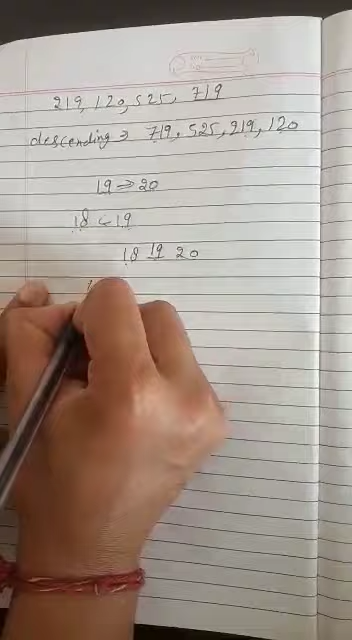 219, 120, 525, 719
descending → 719, 525, 219, 120
19 → 20
18 < 19
18 19 20